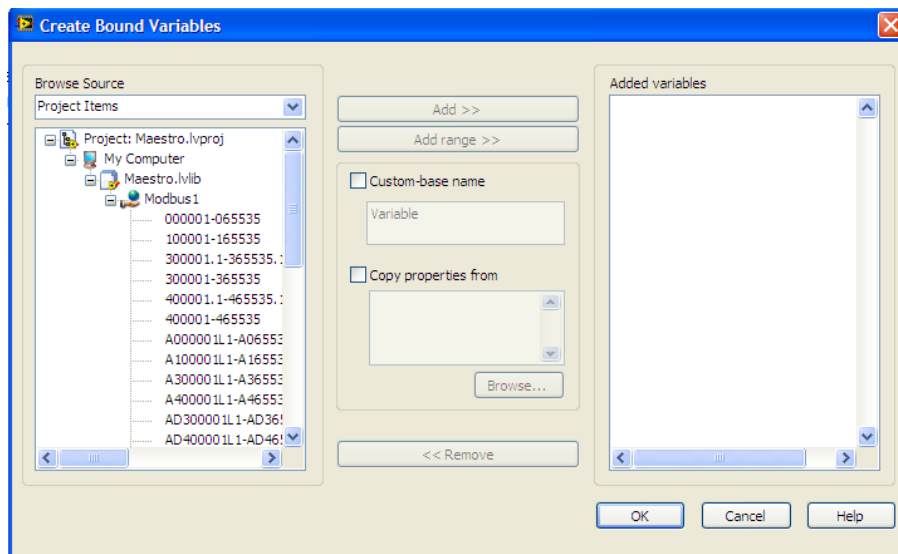 Create Bound Variables
Browse Source
Project Items
Project: Maestro.lvproj
My Computer
Maestro.lvlib
Modbus1
000001-065535
100001-165535
300001.1-365535.1
300001-365535
400001.1-465535.1
400001-465535
A000001L1-A06553
A100001L1-A16553
A300001L1-A36553
A400001L1-A46553
AD300001L1-AD36
AD400001L1-AD46
Add >>
Add range >>
Custom-base name
Variable
Copy properties from
Browse...
<< Remove
Added variables
OK
Cancel
Help